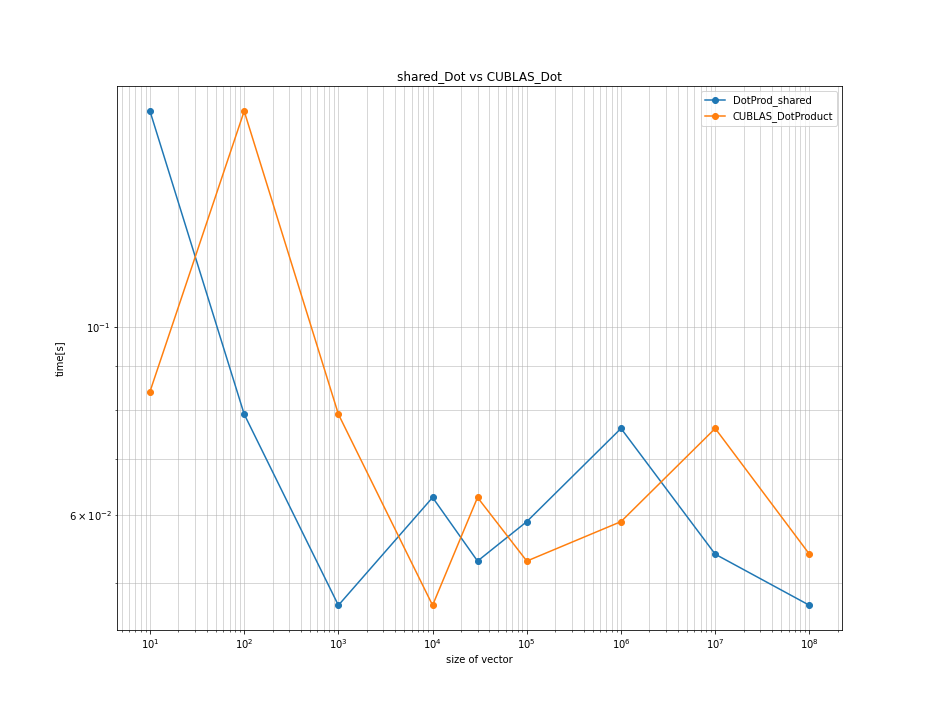 shared_Dot vs CUBLAS_Dot
DotProd_shared
CUBLAS_DotProduct
time[s]
10⁻¹
6 × 10⁻²
10¹ 10² 10³ 10⁴ 10⁵ 10⁶ 10⁷ 10⁸
size of vector